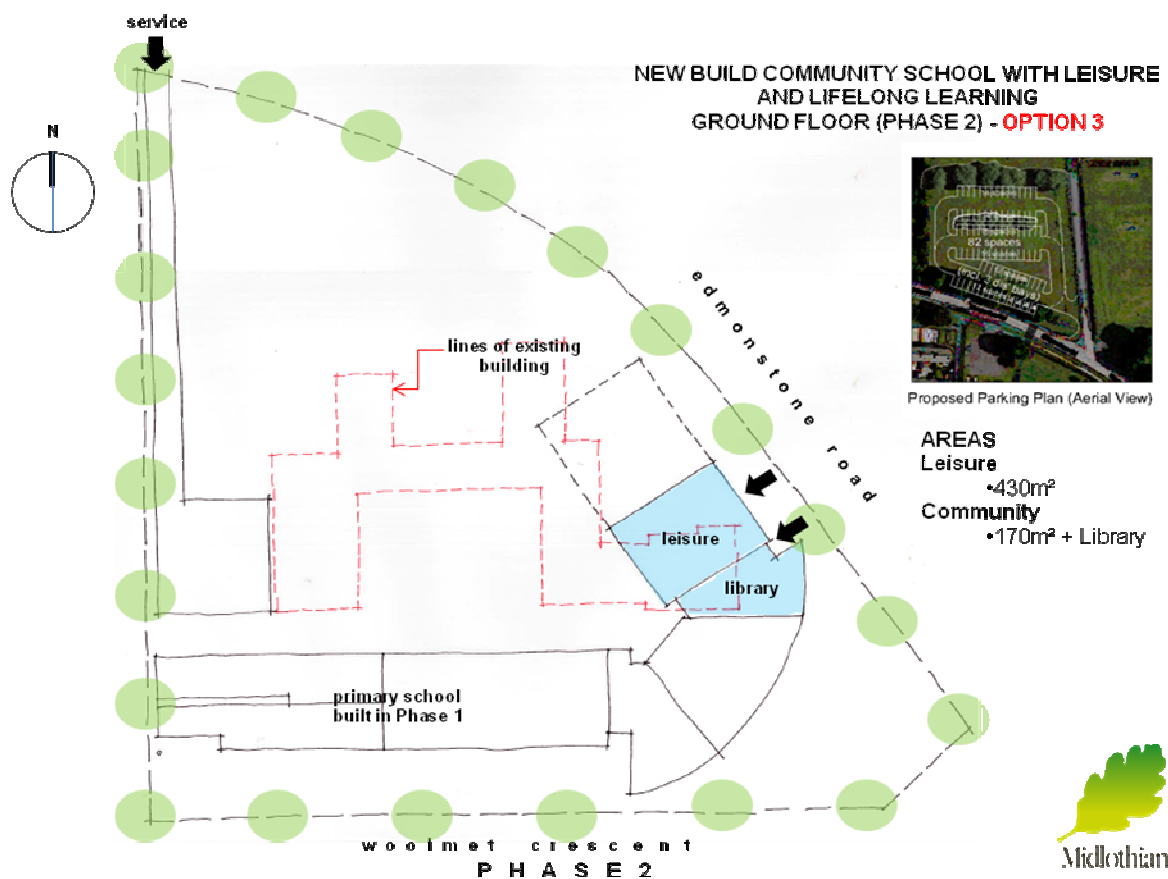 service
NEW BUILD COMMUNITY SCHOOL WITH LEISURE
AND LIFELONG LEARNING
GROUND FLOOR (PHASE 2) - OPTION 3
N
82 spaces
edmonstone road
lines of existing
building
Proposed Parking Plan (Aerial View)
AREAS
Leisure
•430m²
Community
•170m² + Library
leisure
library
primary school
built in Phase 1
woolmet crescent
PHASE 2
Midlothian